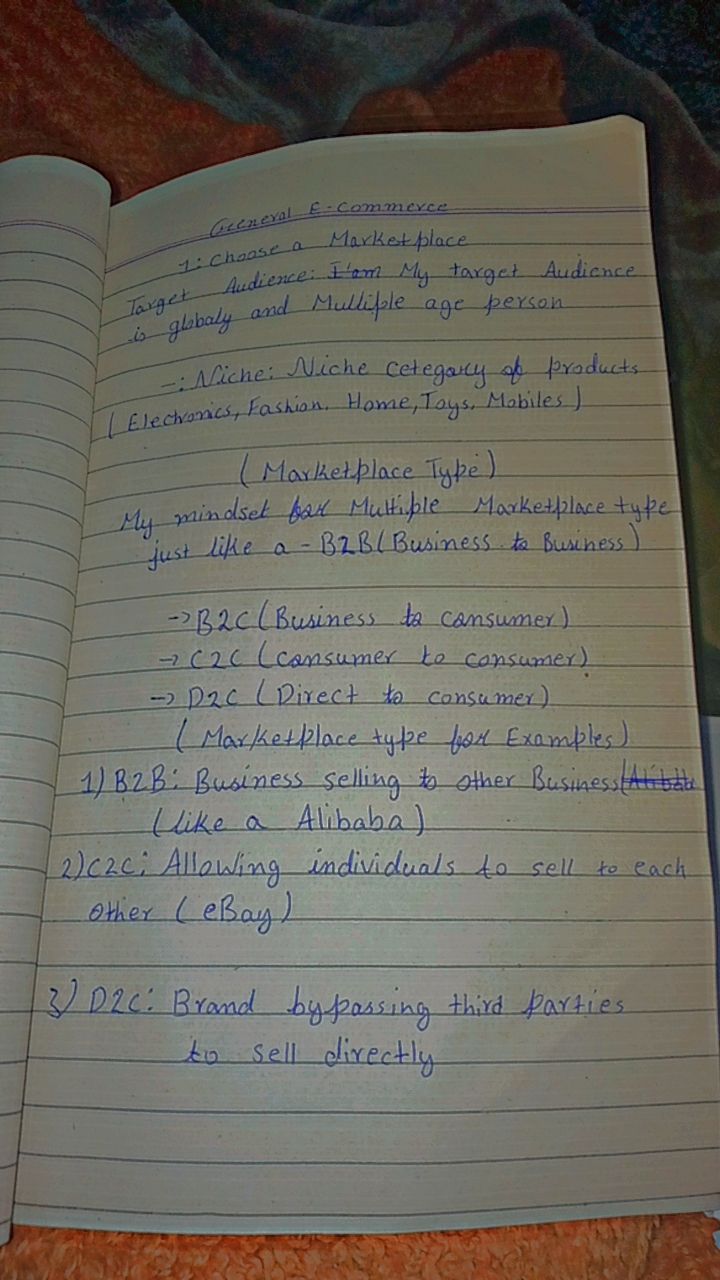 General E-Commerce
1: Choose a Marketplace
Target Audience: I'am My target Audience
is globaly and Multiple age person
-: Niche: Niche Cetegary of products
(Electronics, Fashion, Home, Toys, Mobiles)
(Marketplace Type)
My mindset for Multiple Marketplace type
just like a - B2B (Business to Business)
-> B2C (Business to consumer)
-> C2C (consumer to consumer)
-> D2C (Direct to consumer)
(Marketplace type for Examples)
1) B2B: Business selling to other Business (Alibaba
(like a Alibaba)
2) C2C: Allowing individuals to sell to each
other (eBay)
3) D2C: Brand bypassing third parties
to sell directly